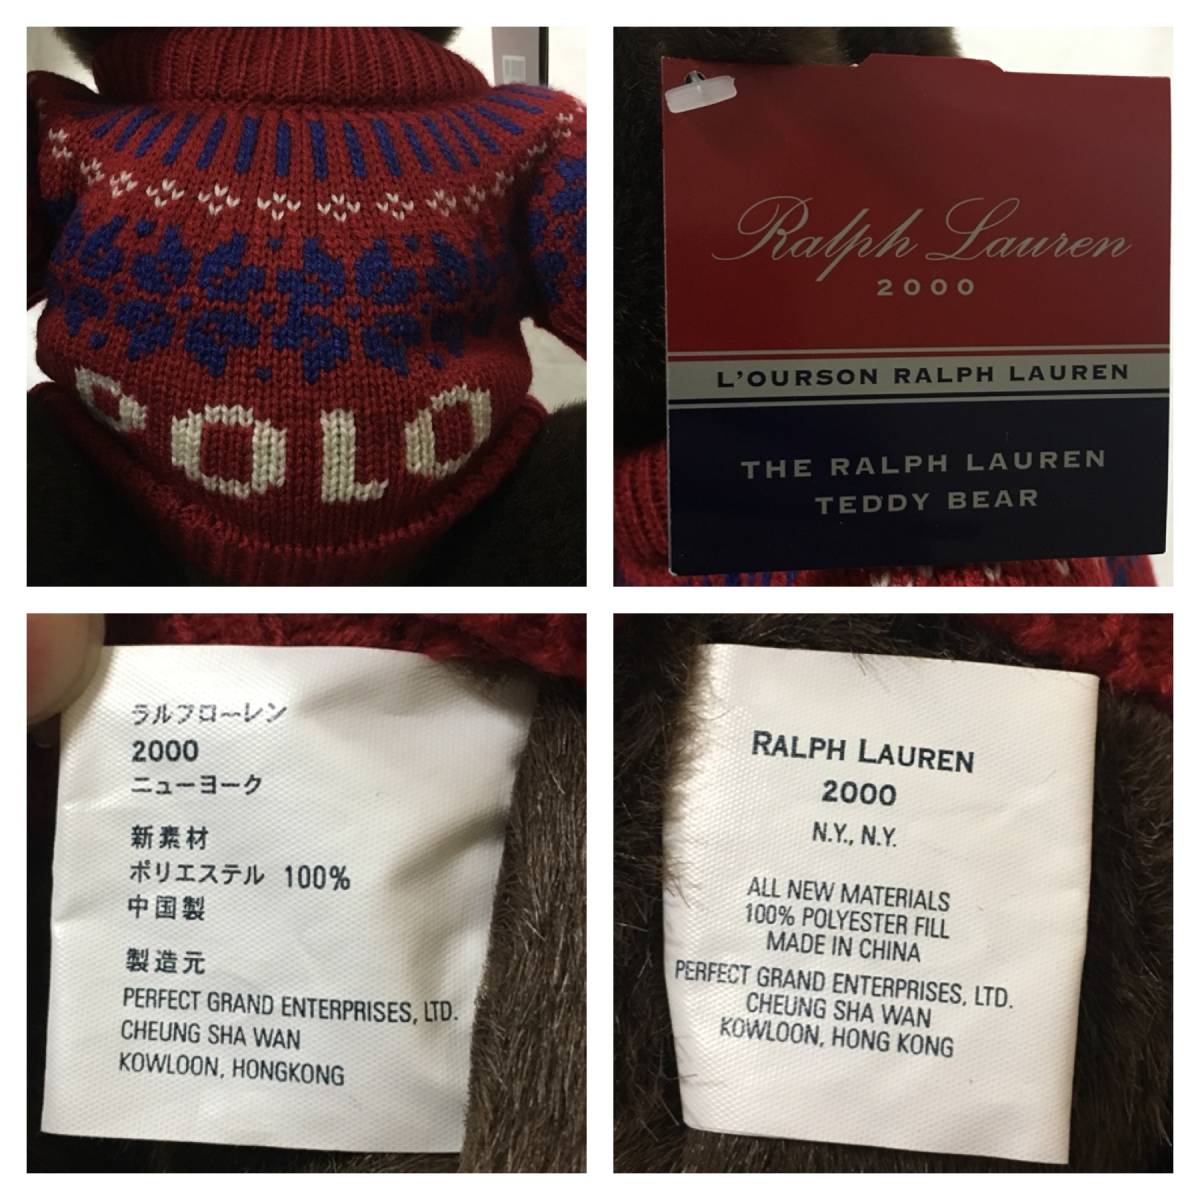 POLO
Ralph Lauren
2000
L'OURSON RALPH LAUREN
THE RALPH LAUREN
TEDDY BEAR
ラルフローレン
2000
ニューヨーク
新素材
ポリエステル 100%
中国製
製造元
PERFECT GRAND ENTERPRISES, LTD.
CHEUNG SHA WAN
KOWLOON, HONGKONG
RALPH LAUREN
2000
N.Y., N.Y.
ALL NEW MATERIALS
100% POLYESTER FILL
MADE IN CHINA
PERFECT GRAND ENTERPRISES, LTD.
CHEUNG SHA WAN
KOWLOON, HONG KONG